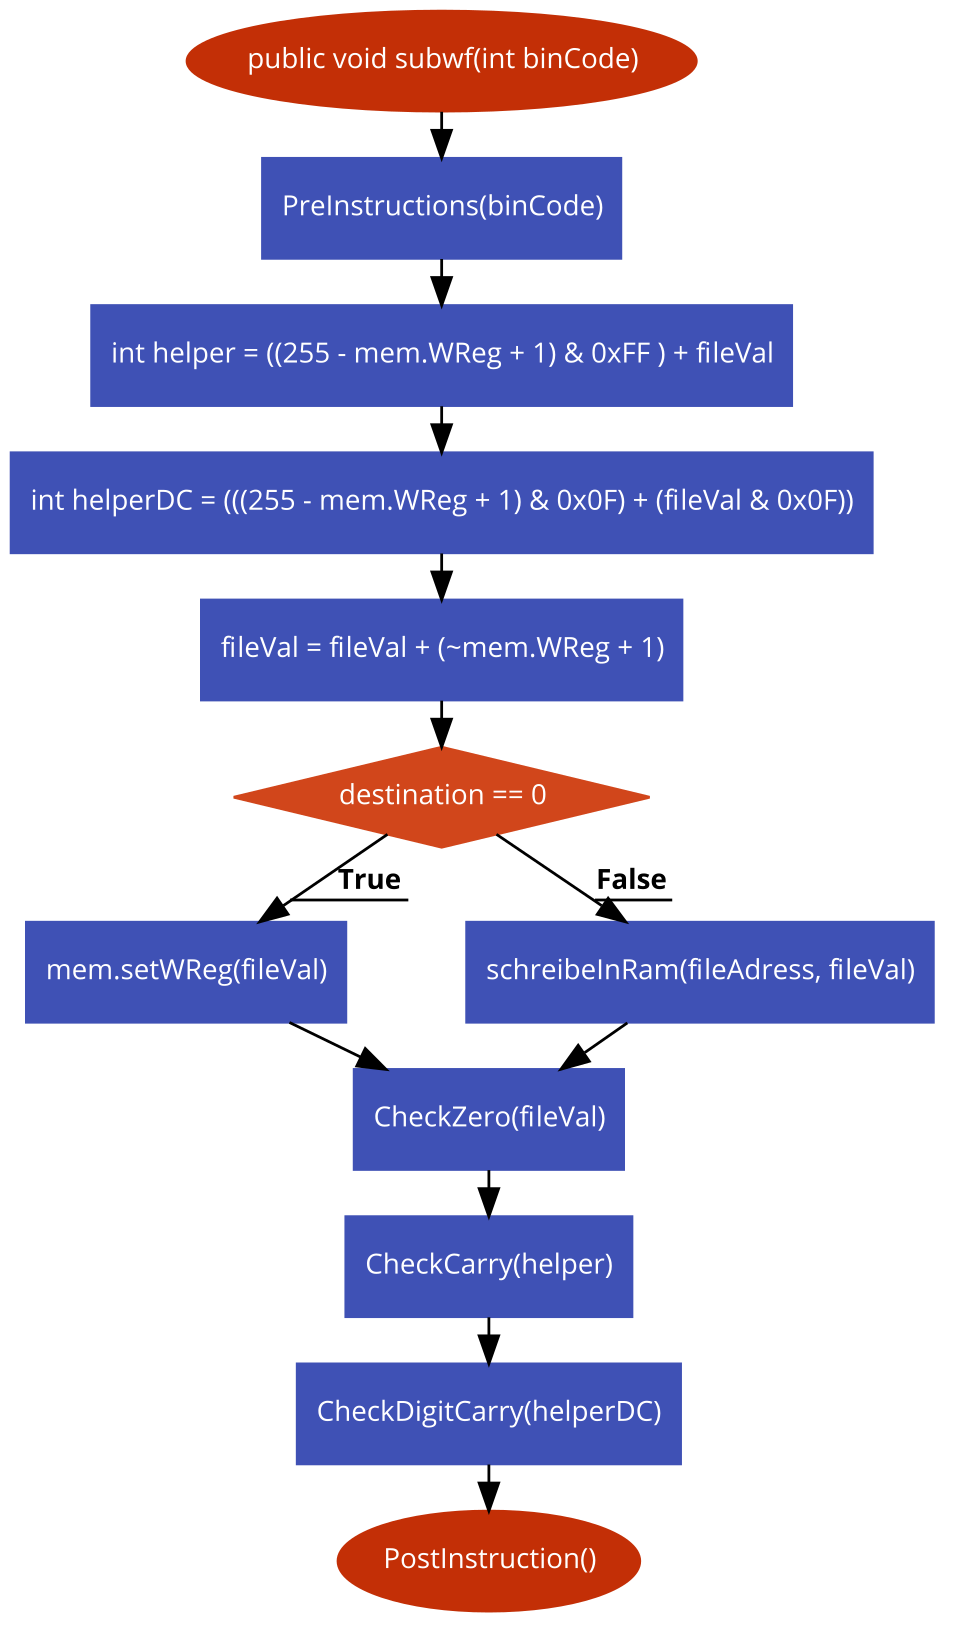 public void subwf(int binCode)
PreInstructions(binCode)
int helper = ((255 - mem.WReg + 1) & 0xFF ) + fileVal
int helperDC = (((255 - mem.WReg + 1) & 0x0F) + (fileVal & 0x0F))
fileVal = fileVal + (~mem.WReg + 1)
destination == 0
True
False
mem.setWReg(fileVal)
schreibeInRam(fileAdress, fileVal)
CheckZero(fileVal)
CheckCarry(helper)
CheckDigitCarry(helperDC)
PostInstruction()